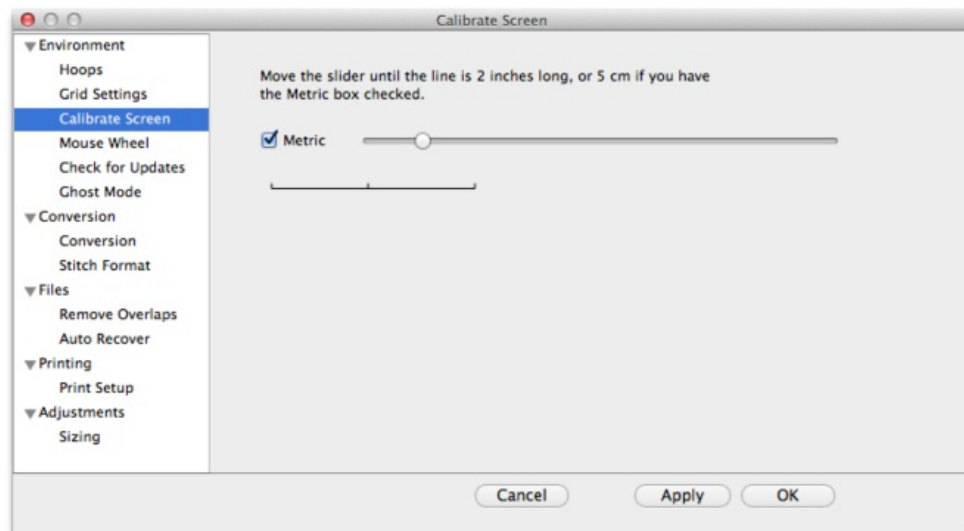 Calibrate Screen
Environment
Hoops
Grid Settings
Calibrate Screen
Mouse Wheel
Check for Updates
Ghost Mode
Conversion
Conversion
Stitch Format
Files
Remove Overlaps
Auto Recover
Printing
Print Setup
Adjustments
Sizing
Move the slider until the line is 2 inches long, or 5 cm if you have
the Metric box checked.
Metric
Cancel
Apply
OK